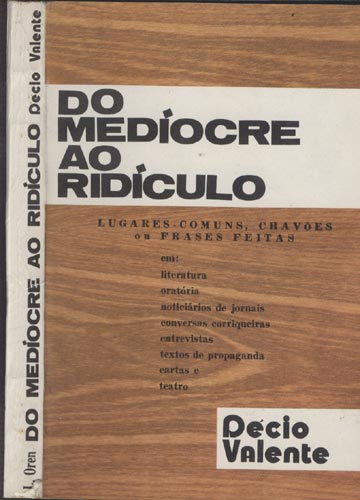 DO
MEDÍOCRE
AO
RIDÍCULO
LUGARES-COMUNS, CHAVÕES
ou FRASES FEITAS
em:
literatura
oratória
noticiários de jornais
conversas corriqueiras
entrevistas
textos de propaganda
cartas e
teatro
Décio
Valente
L. Oren DO MEDÍOCRE AO RIDÍCULO Décio Valente